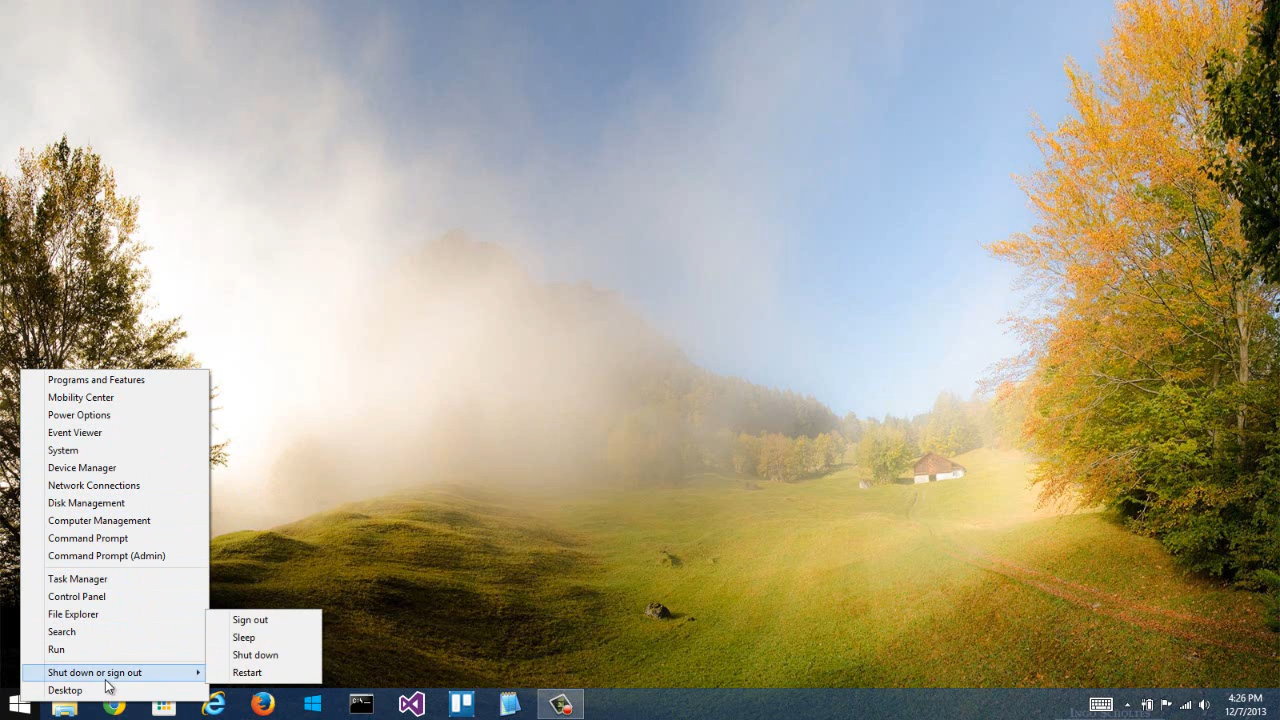 Programs and Features
Mobility Center
Power Options
Event Viewer
System
Device Manager
Network Connections
Disk Management
Computer Management
Command Prompt
Command Prompt (Admin)
Task Manager
Control Panel
File Explorer
Search
Run
Shut down or sign out
Desktop
Sign out
Sleep
Shut down
Restart
4:26 PM
12/7/2013